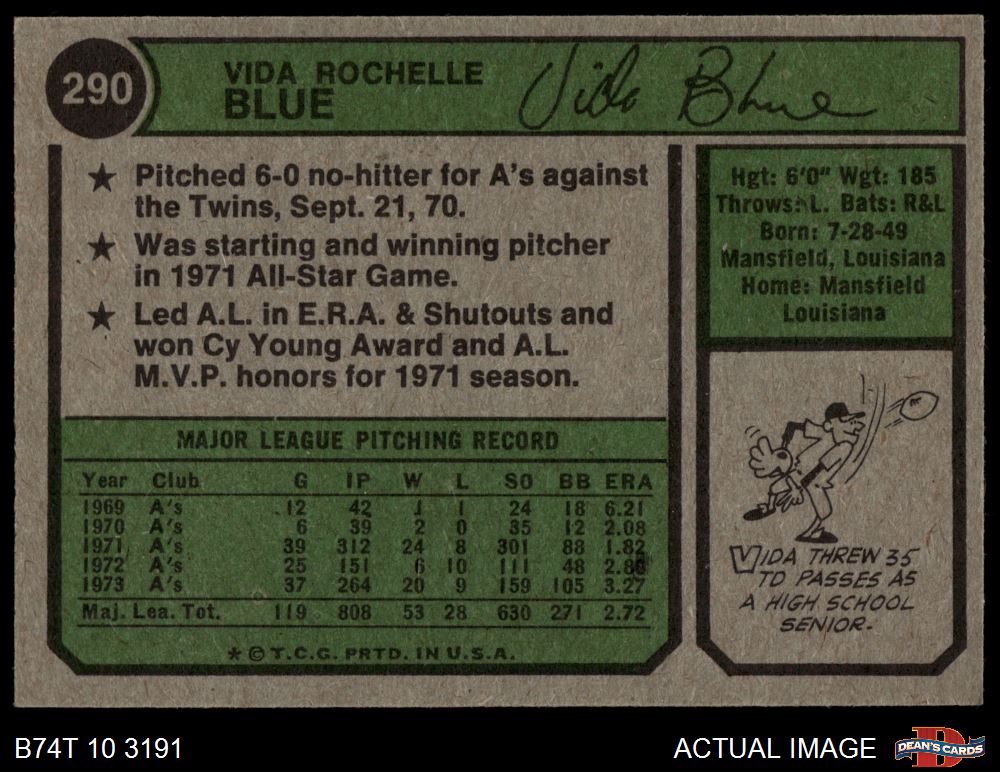 290
VIDA ROCHELLE
BLUE
Vida Blue
★ Pitched 6-0 no-hitter for A's against
the Twins, Sept. 21, 70.
★ Was starting and winning pitcher
in 1971 All-Star Game.
★ Led A.L. in E.R.A. & Shutouts and
won Cy Young Award and A.L.
M.V.P. honors for 1971 season.
Hgt: 6'0" Wgt: 185
Throws: L. Bats: R&L
Born: 7-28-49
Mansfield, Louisiana
Home: Mansfield
Louisiana
MAJOR LEAGUE PITCHING RECORD
Year Club G IP W L SO BB ERA
1969 A's 12 42 1 1 24 18 6.21
1970 A's 6 39 2 0 35 12 2.08
1971 A's 39 312 24 8 301 88 1.82
1972 A's 25 151 6 10 111 48 2.80
1973 A's 37 264 20 9 159 105 3.27
Maj. Lea. Tot. 119 808 53 28 630 271 2.72
* © T.C.G. PRTD. IN U.S.A.
VIDA THREW 35
TD PASSES AS
A HIGH SCHOOL
SENIOR.
B74T 10 3191
ACTUAL IMAGE
D
DEAN'S CARDS